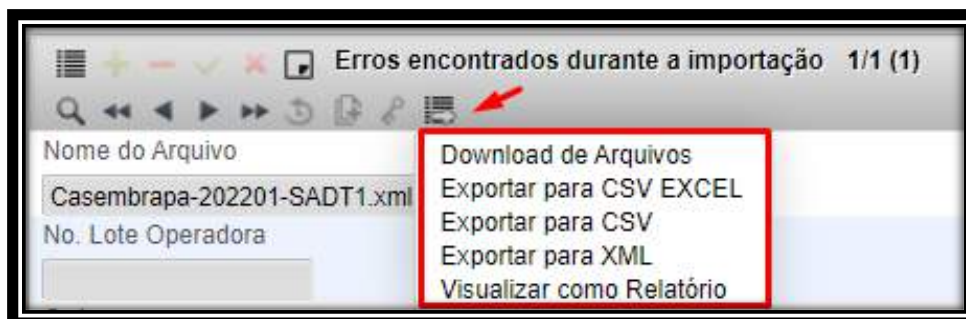 Erros encontrados durante a importação 1/1 (1)
Nome do Arquivo
Casembrapa-202201-SADT1.xml
No. Lote Operadora
Download de Arquivos
Exportar para CSV EXCEL
Exportar para CSV
Exportar para XML
Visualizar como Relatório